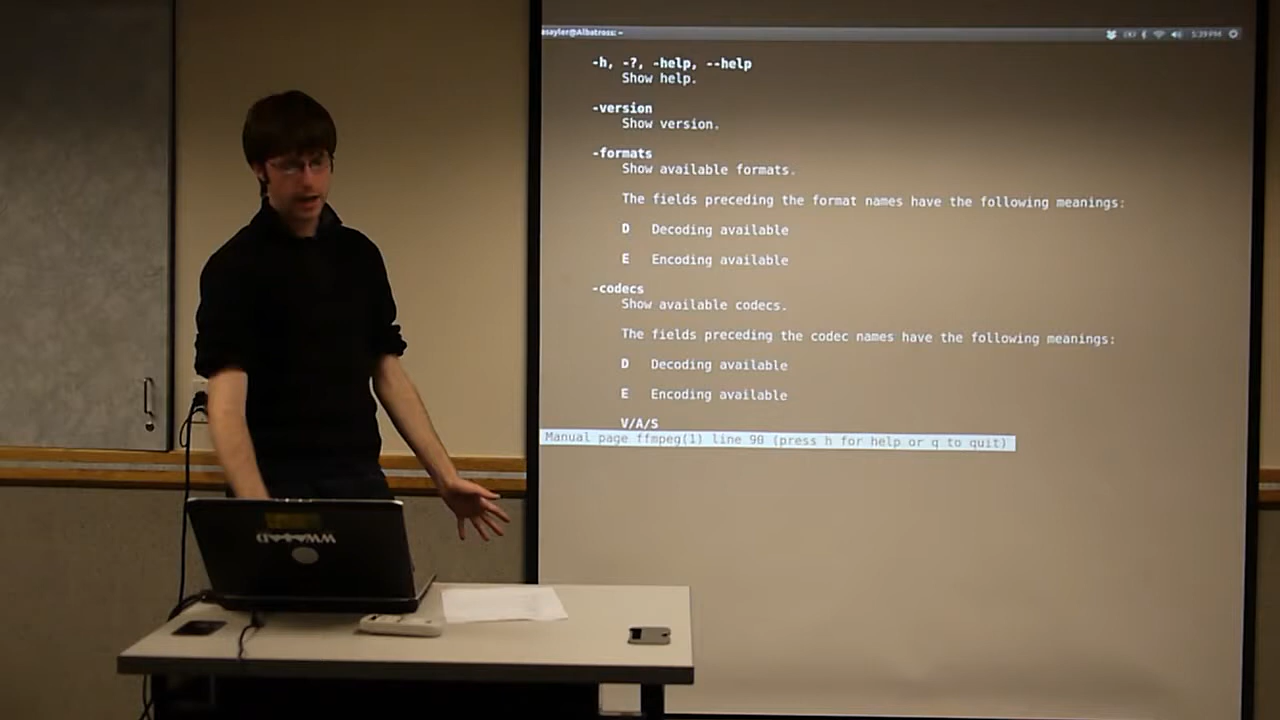 asayler@Albatross: ~
5:39 PM
-h, -?, -help, --help
Show help.
-version
Show version.
-formats
Show available formats.
The fields preceding the format names have the following meanings:
D Decoding available
E Encoding available
-codecs
Show available codecs.
The fields preceding the codec names have the following meanings:
D Decoding available
E Encoding available
V/A/S
Manual page ffmpeg(1) line 90 (press h for help or q to quit)